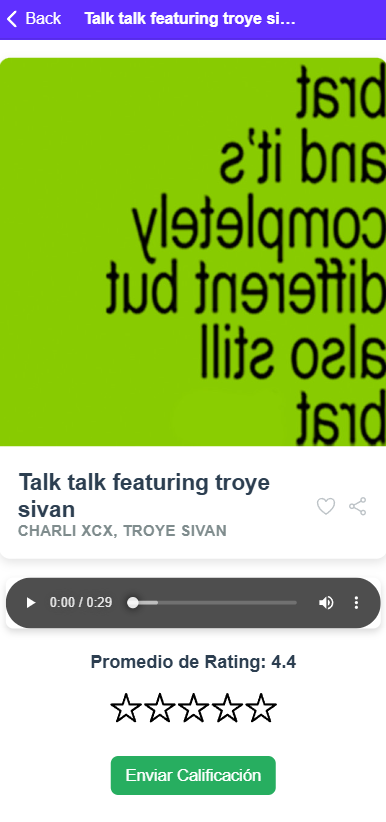 Back Talk talk featuring troye si...
brat
and it's
completely
different but
also still
brat
Talk talk featuring troye
sivan
CHARLI XCX, TROYE SIVAN
0:00 / 0:29
Promedio de Rating: 4.4
Enviar Calificación